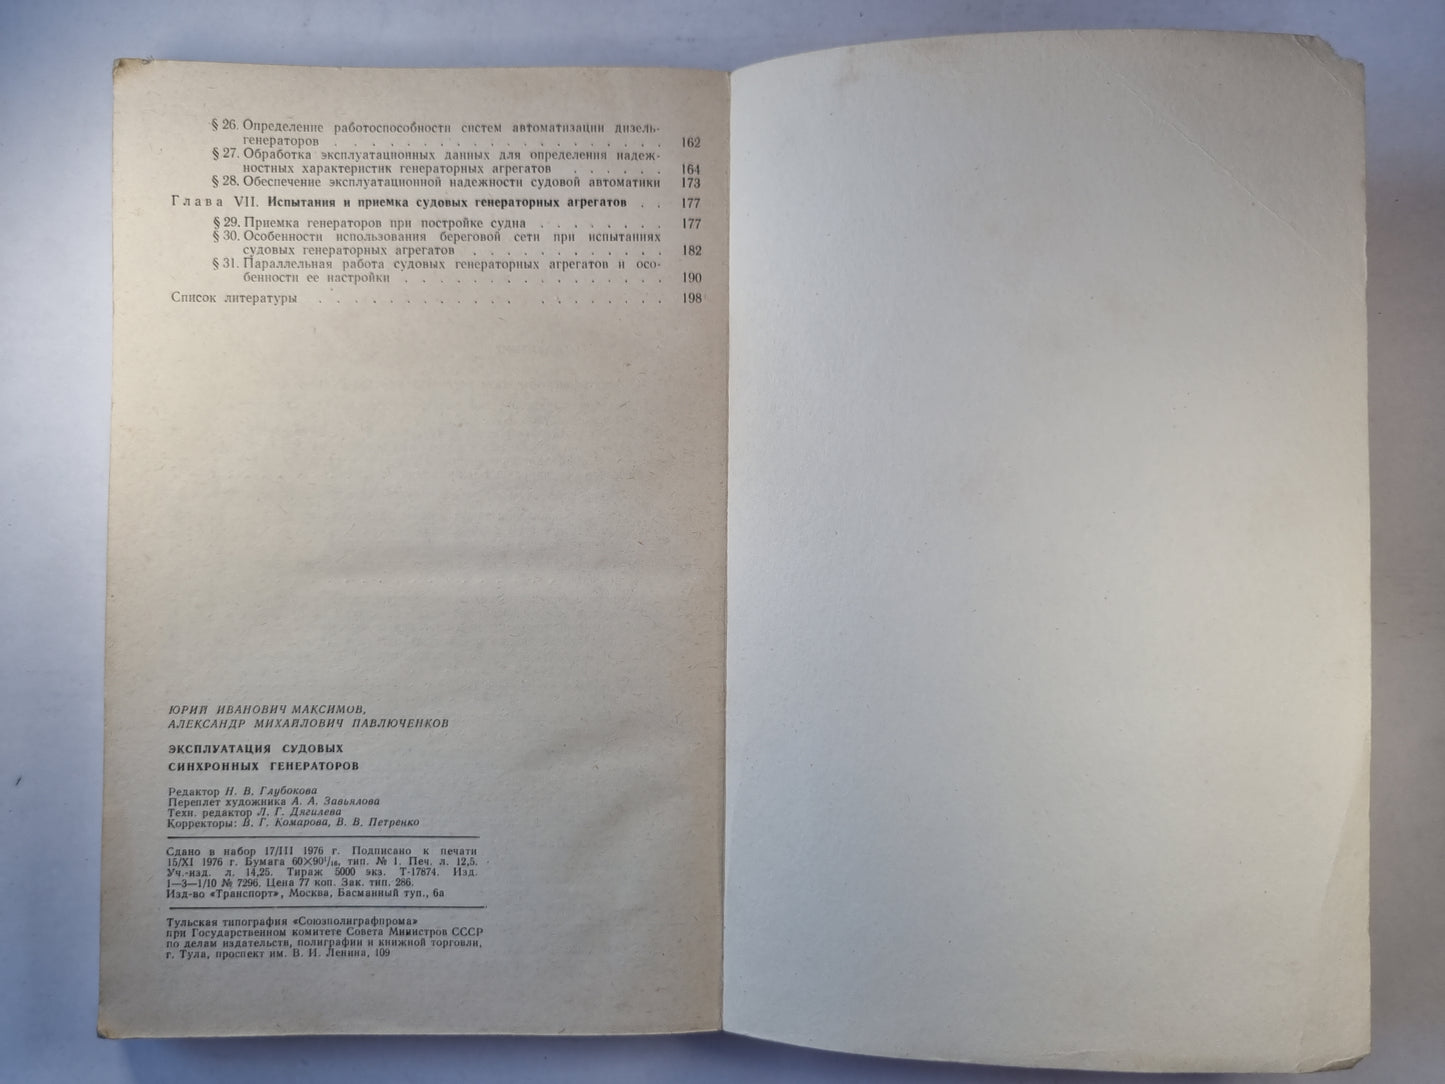 § 26. Определение работоспособности систем автоматизации дизель-
генераторов . . . . . . . . . . . . . . . . . . 162
§ 27. Обработка эксплуатационных данных для определения надеж-
ностных характеристик генераторных агрегатов . . . . . . 164
§ 28. Обеспечение эксплуатационной надежности судовой автоматики 173
Глава VII. Испытания и приемка судовых генераторных агрегатов . . 177
§ 29. Приемка генераторов при постройке судна . . . . . . . . 177
§ 30. Особенности использования береговой сети при испытаниях
судовых генераторных агрегатов . . . . . . . . . . . . 182
§ 31. Параллельная работа судовых генераторных агрегатов и осо-
бенности ее настройки . . . . . . . . . . . . . . . . 190
Список литературы . . . . . . . . . . . . . . . . . . . 198
ЮРИЙ ИВАНОВИЧ МАКСИМОВ,
АЛЕКСАНДР МИХАЙЛОВИЧ ПАВЛЮЧЕНКОВ
ЭКСПЛУАТАЦИЯ СУДОВЫХ
СИНХРОННЫХ ГЕНЕРАТОРОВ
Редактор Н. В. Глубокова
Переплет художника А. А. Завьялова
Техн. редактор Л. Г. Дягилева
Корректоры: В. Г. Комарова, В. В. Петренко
Сдано в набор 17/III 1976 г. Подписано к печати
15/XI 1976 г. Бумага 60×90¹/₁₆, тип. № 1. Печ. л. 12,5.
Уч.-изд. л. 14,25. Тираж 5000 экз. Т-17874. Изд.
1—3—1/10 № 7296. Цена 77 коп. Зак. тип. 286.
Изд-во «Транспорт», Москва, Басманный туп., 6а
Тульская типография «Союзполиграфпрома»
при Государственном комитете Совета Министров СССР
по делам издательств, полиграфии и книжной торговли,
г. Тула, проспект им. В. И. Ленина, 109